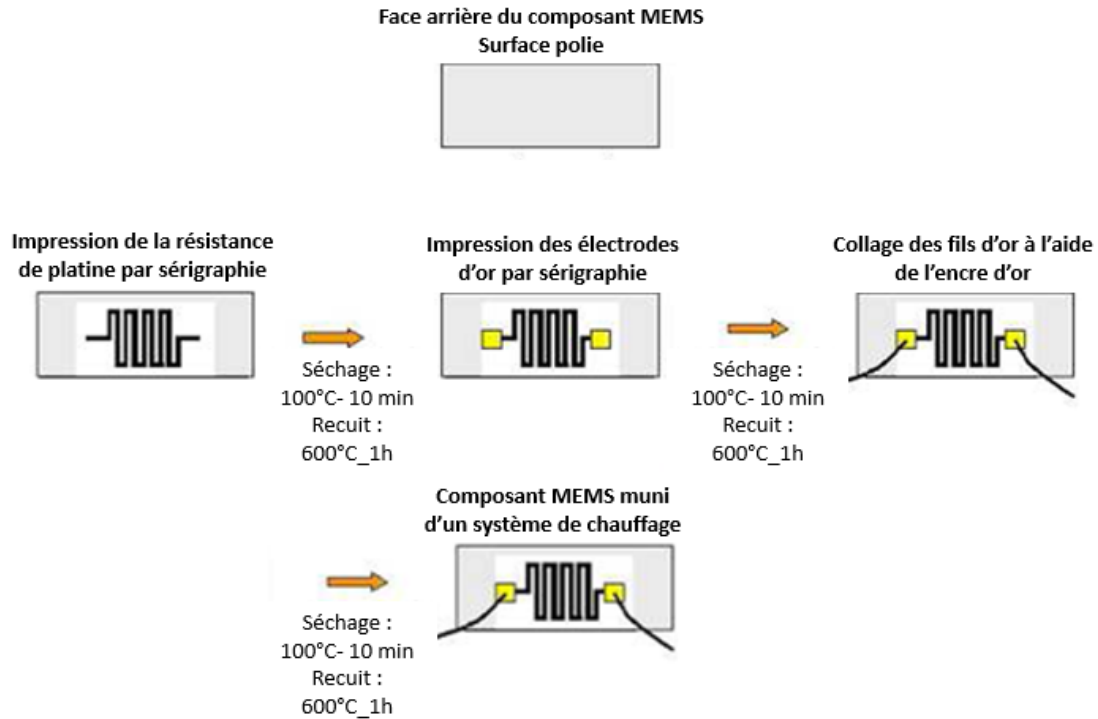 Face arrière du composant MEMS
Surface polie
Impression de la résistance
de platine par sérigraphie
Impression des électrodes
d'or par sérigraphie
Collage des fils d'or à l'aide
de l'encre d'or
Séchage :
100°C- 10 min
Recuit :
600°C_1h
Séchage :
100°C- 10 min
Recuit :
600°C_1h
Composant MEMS muni
d'un système de chauffage
Séchage :
100°C- 10 min
Recuit :
600°C_1h